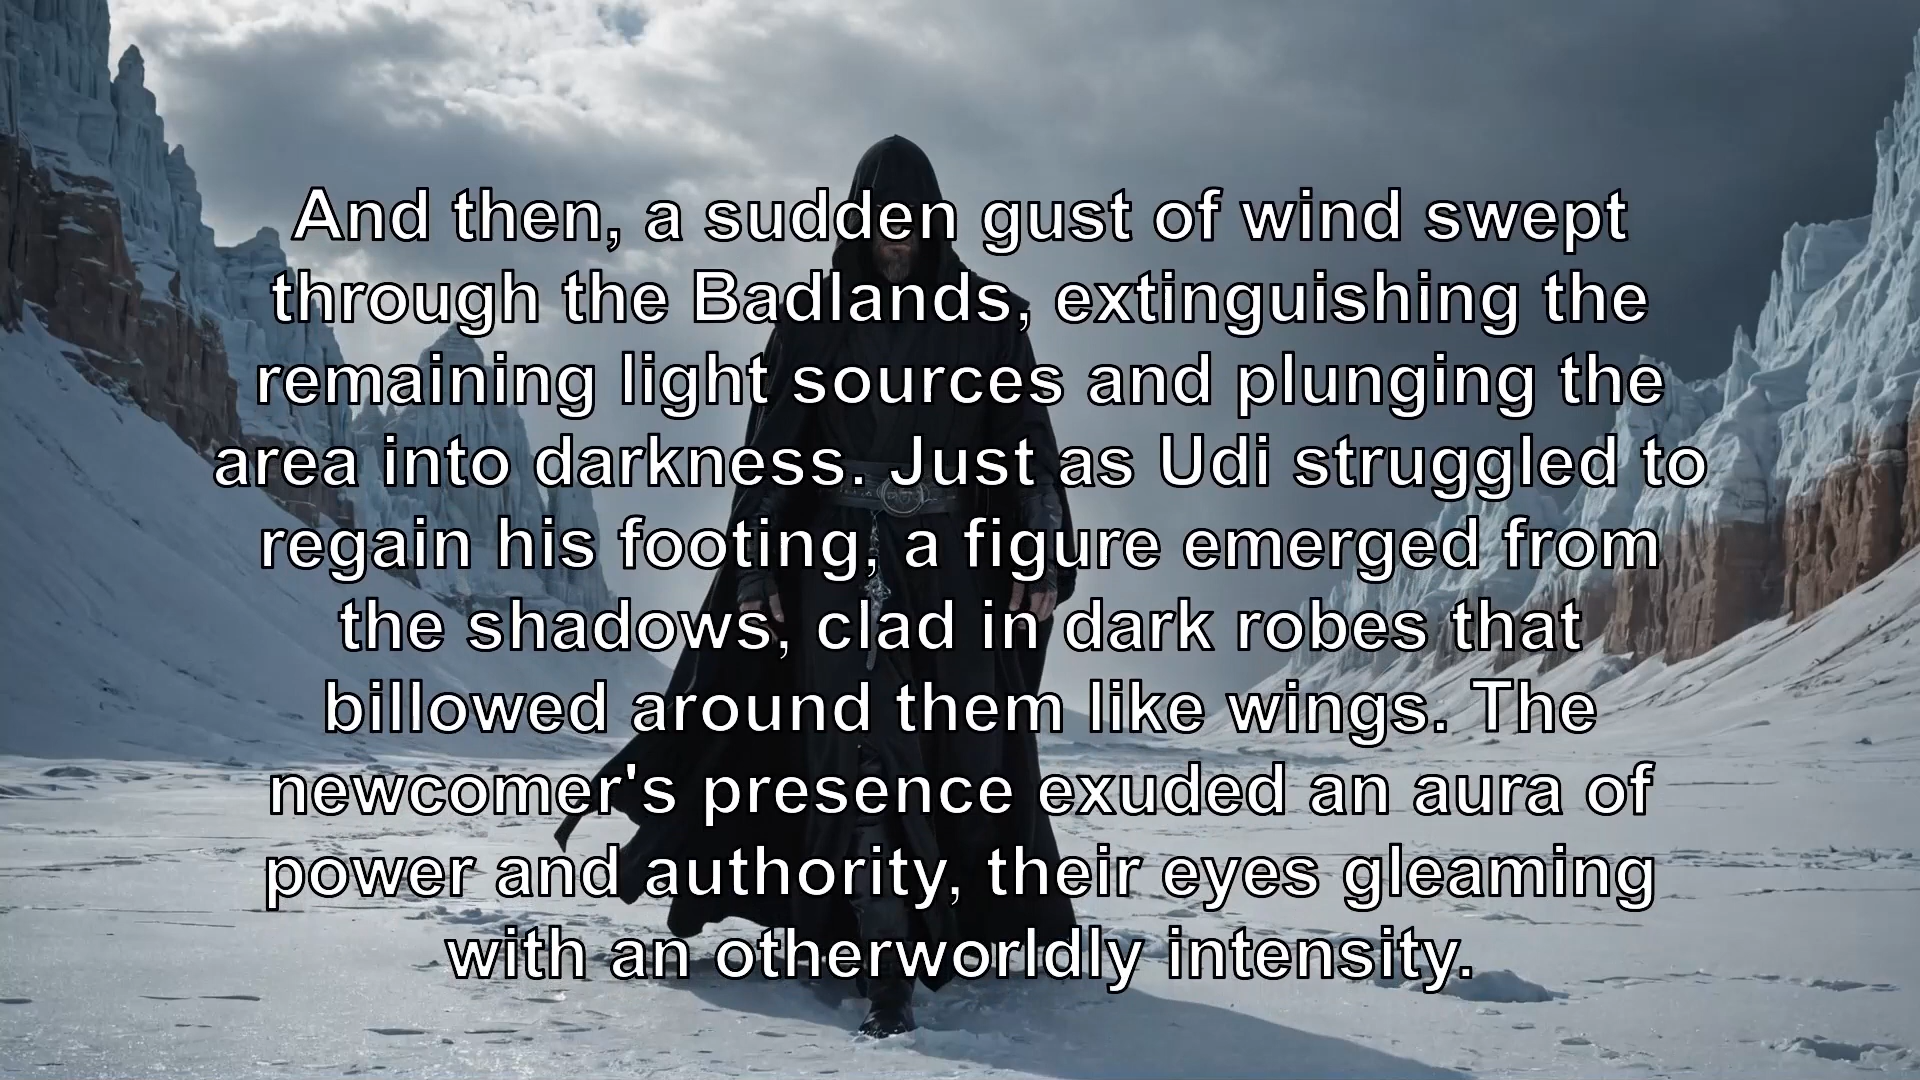 And then, a sudden gust of wind swept
through the Badlands, extinguishing the
remaining light sources and plunging the
area into darkness. Just as Udi struggled to
regain his footing, a figure emerged from
the shadows, clad in dark robes that
billowed around them like wings. The
newcomer's presence exuded an aura of
power and authority, their eyes gleaming
with an otherworldly intensity.